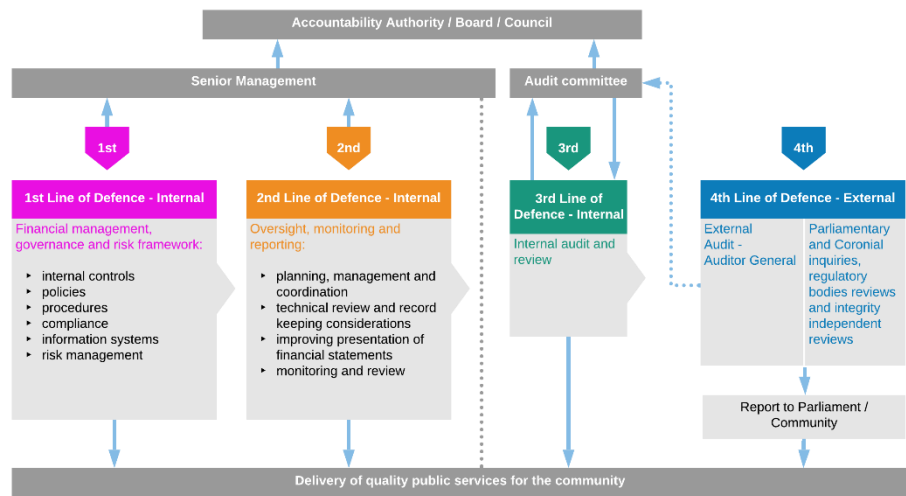 Accountability Authority / Board / Council
Senior Management
Audit committee
1st
2nd
3rd
4th
1st Line of Defence - Internal
Financial management,
governance and risk framework:
‣ internal controls
‣ policies
‣ procedures
‣ compliance
‣ information systems
‣ risk management
2nd Line of Defence - Internal
Oversight, monitoring and
reporting:
‣ planning, management and
coordination
‣ technical review and record
keeping considerations
‣ improving presentation of
financial statements
‣ monitoring and review
3rd Line of
Defence - Internal
Internal audit and
review
4th Line of Defence - External
External
Audit -
Auditor General
Parliamentary
and Coronial
inquiries,
regulatory
bodies reviews
and integrity
independent
reviews
Report to Parliament /
Community
Delivery of quality public services for the community